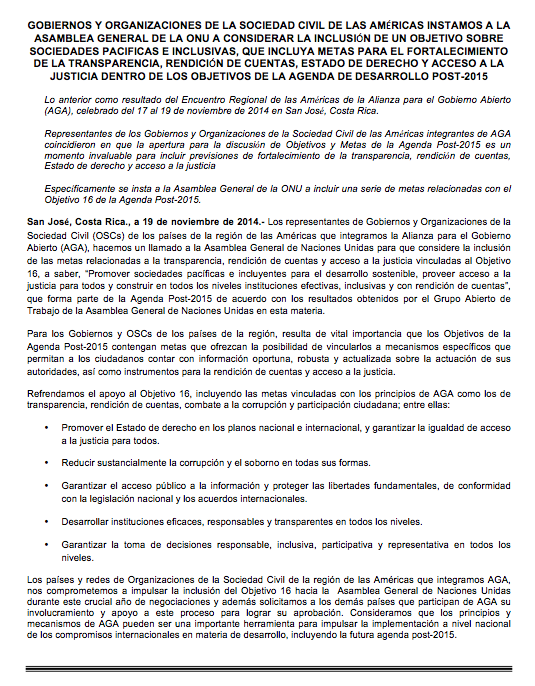 GOBIERNOS Y ORGANIZACIONES DE LA SOCIEDAD CIVIL DE LAS AMÉRICAS INSTAMOS A LA
ASAMBLEA GENERAL DE LA ONU A CONSIDERAR LA INCLUSIÓN DE UN OBJETIVO SOBRE
SOCIEDADES PACIFICAS E INCLUSIVAS, QUE INCLUYA METAS PARA EL FORTALECIMIENTO
DE LA TRANSPARENCIA, RENDICIÓN DE CUENTAS, ESTADO DE DERECHO Y ACCESO A LA
JUSTICIA DENTRO DE LOS OBJETIVOS DE LA AGENDA DE DESARROLLO POST-2015
Lo anterior como resultado del Encuentro Regional de las Américas de la Alianza para el Gobierno Abierto
(AGA), celebrado del 17 al 19 de noviembre de 2014 en San José, Costa Rica.
Representantes de los Gobiernos y Organizaciones de la Sociedad Civil de las Américas integrantes de AGA
coincidieron en que la apertura para la discusión de Objetivos y Metas de la Agenda Post-2015 es un
momento invaluable para incluir previsiones de fortalecimiento de la transparencia, rendición de cuentas,
Estado de derecho y acceso a la justicia
Específicamente se insta a la Asamblea General de la ONU a incluir una serie de metas relacionadas con el
Objetivo 16 de la Agenda Post-2015.
San José, Costa Rica., a 19 de noviembre de 2014.- Los representantes de Gobiernos y Organizaciones de la
Sociedad Civil (OSCs) de los países de la región de las Américas que integramos la Alianza para el Gobierno
Abierto (AGA), hacemos un llamado a la Asamblea General de Naciones Unidas para que considere la inclusión
de las metas relacionadas a la transparencia, rendición de cuentas y acceso a la justicia vinculadas al Objetivo
16, a saber, "Promover sociedades pacíficas e incluyentes para el desarrollo sostenible, proveer acceso a la
justicia para todos y construir en todos los niveles instituciones efectivas, inclusivas y con rendición de cuentas",
que forma parte de la Agenda Post-2015 de acuerdo con los resultados obtenidos por el Grupo Abierto de
Trabajo de la Asamblea General de Naciones Unidas en esta materia.
Para los Gobiernos y OSCs de los países de la región, resulta de vital importancia que los Objetivos de la
Agenda Post-2015 contengan metas que ofrezcan la posibilidad de vincularlos a mecanismos específicos que
permitan a los ciudadanos contar con información oportuna, robusta y actualizada sobre la actuación de sus
autoridades, así como instrumentos para la rendición de cuentas y acceso a la justicia.
Refrendamos el apoyo al Objetivo 16, incluyendo las metas vinculadas con los principios de AGA como los de
transparencia, rendición de cuentas, combate a la corrupción y participación ciudadana; entre ellas:
• Promover el Estado de derecho en los planos nacional e internacional, y garantizar la igualdad de acceso
a la justicia para todos.
• Reducir sustancialmente la corrupción y el soborno en todas sus formas.
• Garantizar el acceso público a la información y proteger las libertades fundamentales, de conformidad
con la legislación nacional y los acuerdos internacionales.
• Desarrollar instituciones eficaces, responsables y transparentes en todos los niveles.
• Garantizar la toma de decisiones responsable, inclusiva, participativa y representativa en todos los
niveles.
Los países y redes de Organizaciones de la Sociedad Civil de la región de las Américas que integramos AGA,
nos comprometemos a impulsar la inclusión del Objetivo 16 hacia la Asamblea General de Naciones Unidas
durante este crucial año de negociaciones y además solicitamos a los demás países que participan de AGA su
involucramiento y apoyo a este proceso para lograr su aprobación. Consideramos que los principios y
mecanismos de AGA pueden ser una importante herramienta para impulsar la implementación a nivel nacional
de los compromisos internacionales en materia de desarrollo, incluyendo la futura agenda post-2015.